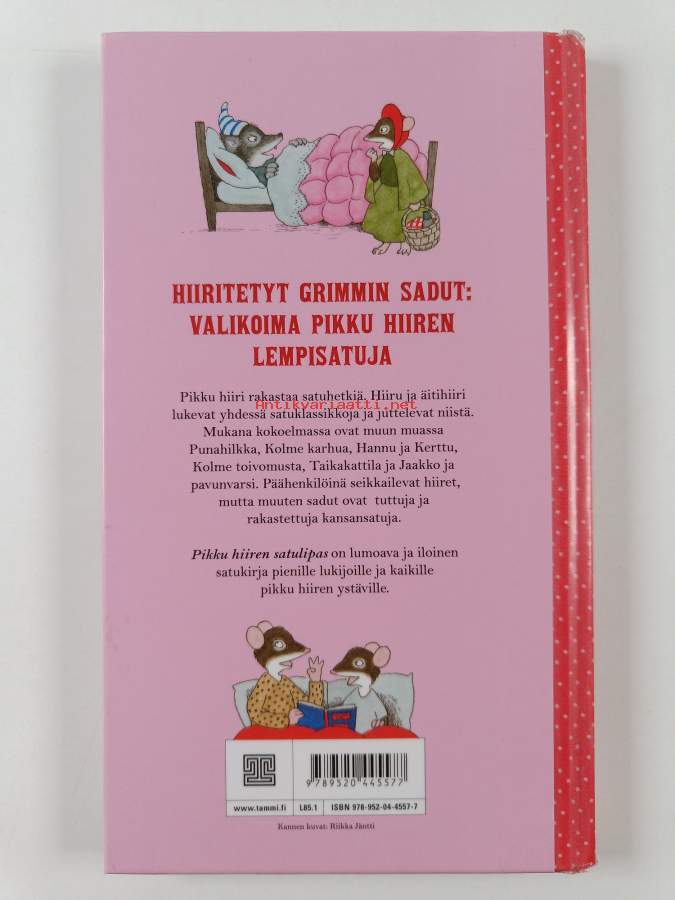 HIIRITETYT GRIMMIN SADUT:
VALIKOIMA PIKKU HIIREN
LEMPISATUJA
Pikku hiiri rakastaa satuhetkiä. Hiiru ja äitihiiri
Antikvariaatti.net
lukevat yhdessä satuklassikkoja ja juttelevat niistä.
Mukana kokoelmassa ovat muun muassa
Punahilkka, Kolme karhua, Hannu ja Kerttu,
Kolme toivomusta, Taikakattila ja Jaakko ja
pavunvarsi. Päähenkilöinä seikkailevat hiiret,
mutta muuten sadut ovat tuttuja ja
rakastettuja kansansatuja.
Pikku hiiren satulipas on lumoava ja iloinen
satukirja pienille lukijoille ja kaikille
pikku hiiren ystäville.
9 789520 445577
www.tammi.fi L85.1 ISBN 978-952-04-4557-7
Kannen kuvat: Riikka Jäntti